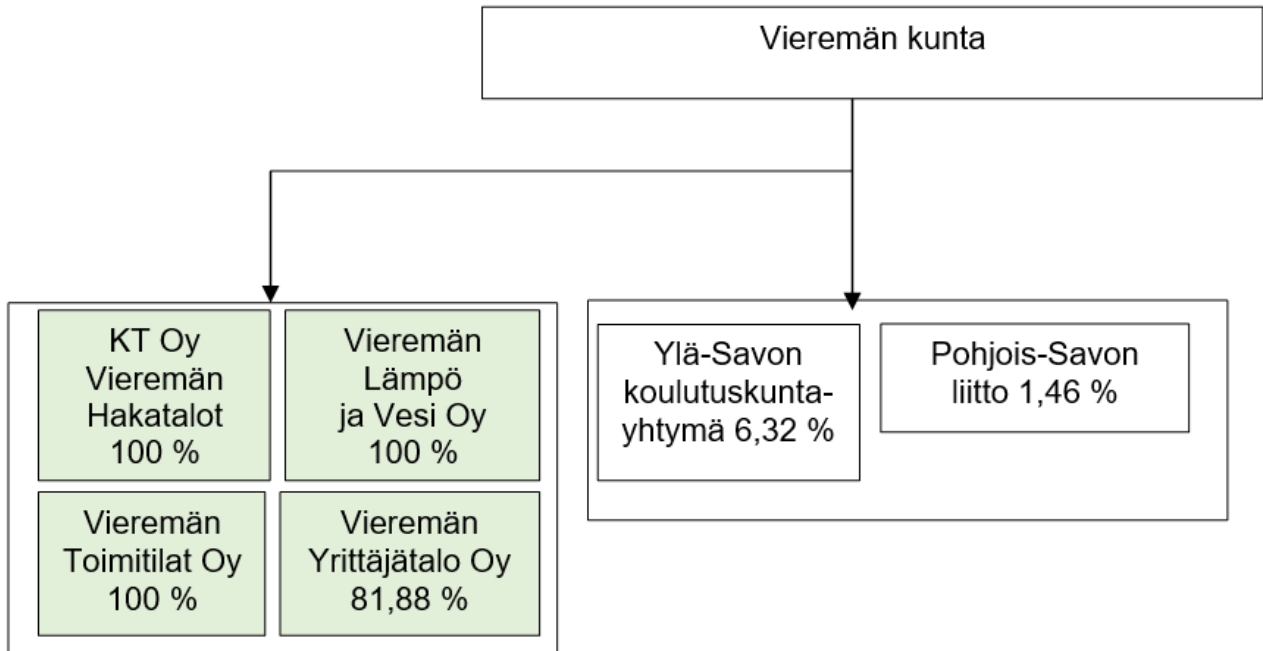 Vieremän kunta
KT Oy
Vieremän
Hakatalot
100 %
Vieremän
Lämpö
ja Vesi Oy
100 %
Vieremän
Toimitilat Oy
100 %
Vieremän
Yrittäjätalo Oy
81,88 %
Ylä-Savon
koulutuskunta-
yhtymä 6,32 %
Pohjois-Savon
liitto 1,46 %